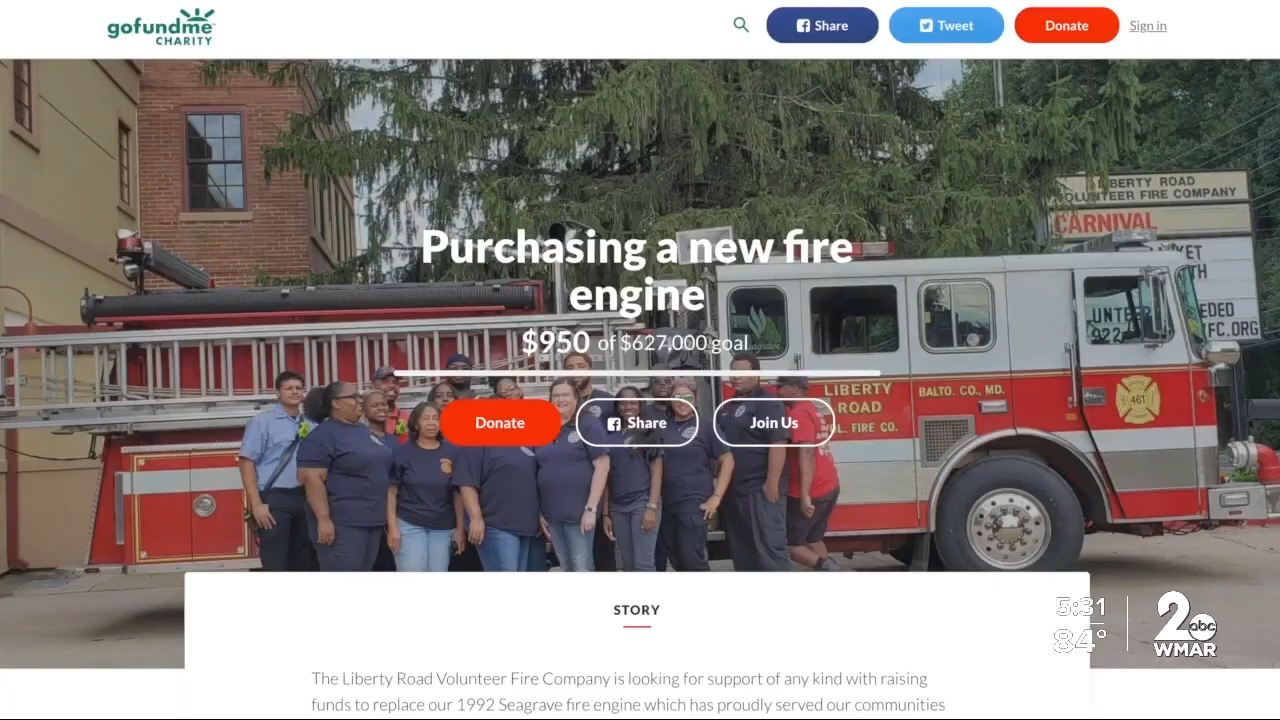 gofundme
CHARITY
Share
Tweet
Donate
Sign in
LIBERTY ROAD
VOLUNTEER FIRE COMPANY
CARNIVAL
Purchasing a new fire
engine
$950 of $627,000 goal
Donate
Share
Join Us
LIBERTY
ROAD
OL. FIRE CO.
BALTO. CO., MD.
461
STORY
The Liberty Road Volunteer Fire Company is looking for support of any kind with raising
funds to replace our 1992 Seagrave fire engine which has proudly served our communities
5:31
84°
2
abc
WMAR